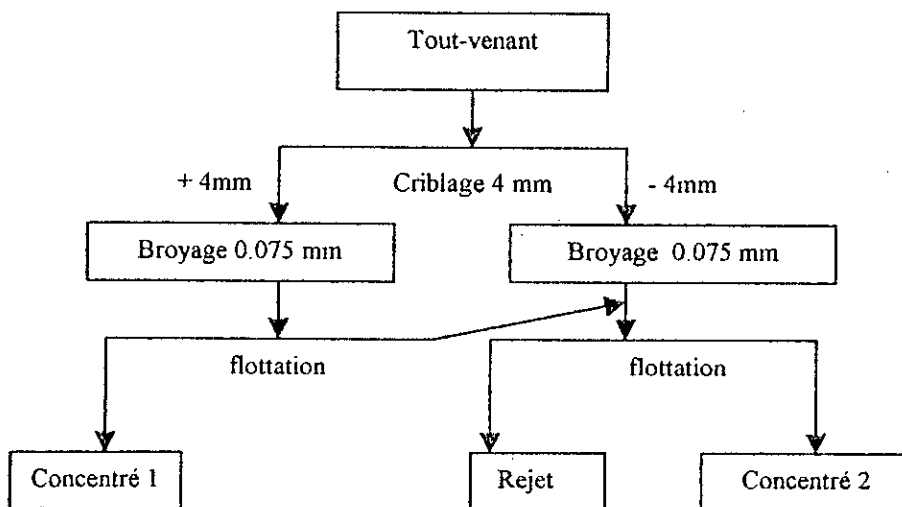 Tout-venant
+ 4mm
Criblage 4 mm
- 4mm
Broyage 0.075 mm
Broyage 0.075 mm
flottation
flottation
Concentré 1
Rejet
Concentré 2